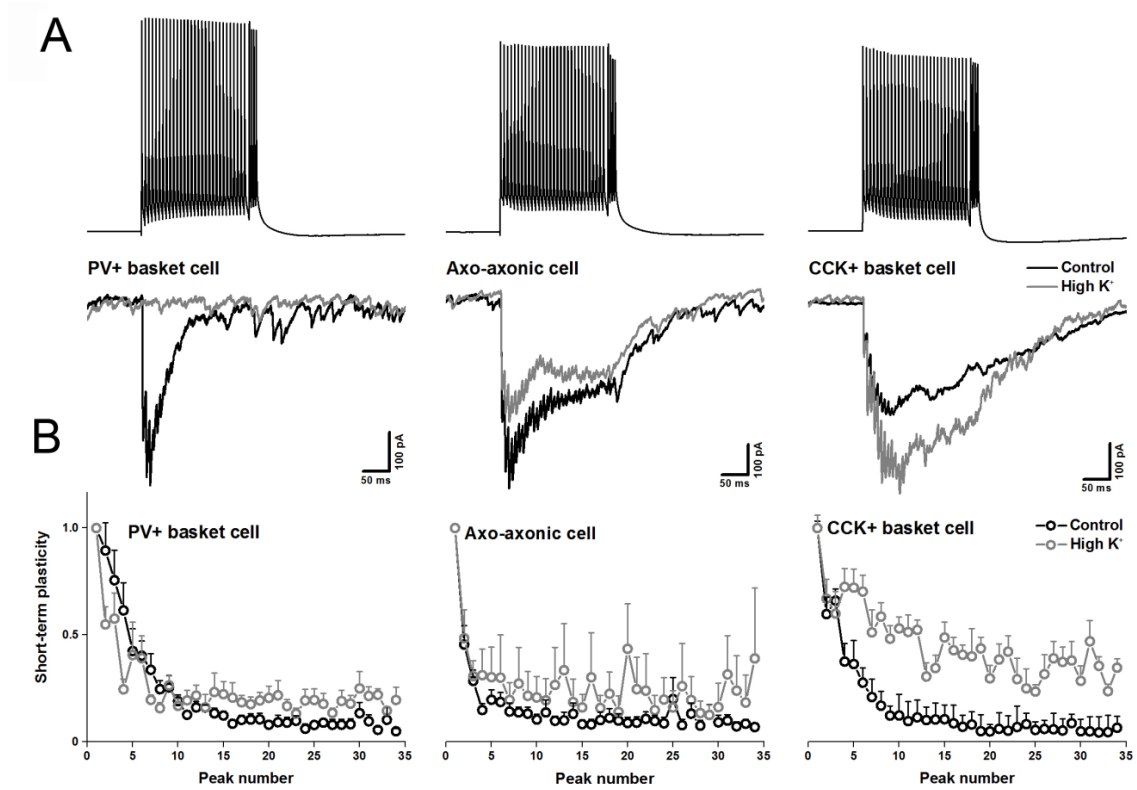 A
PV+ basket cell
Axo-axonic cell
CCK+ basket cell
Control
High K⁺
100 pA
50 ms
100 pA
50 ms
100 pA
50 ms
B
Short-term plasticity
1.0
0.5
0
PV+ basket cell
Axo-axonic cell
CCK+ basket cell
Control
High K⁺
0 5 10 15 20 25 30 35
0 5 10 15 20 25 30 35
0 5 10 15 20 25 30 35
Peak number
Peak number
Peak number